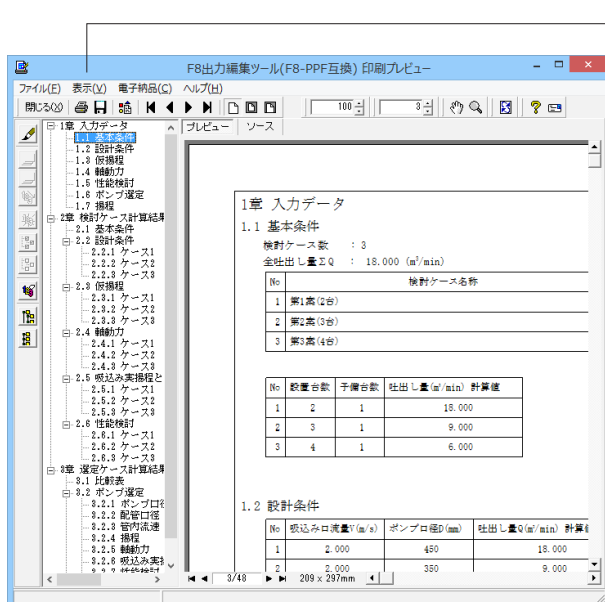 F8出力編集ツール(F8-PPF互換) 印刷プレビュー
ファイル(F) 表示(V) 電子納品(C) ヘルプ(H)
閉じる(X) 100 3
プレビュー ソース
1章 入力データ
1.1 基本条件
1.2 設計条件
1.3 仮揚程
1.4 軸動力
1.5 性能検討
1.6 ポンプ選定
1.7 揚程
2章 検討ケース計算結果
2.1 基本条件
2.2 設計条件
2.2.1 ケース1
2.2.2 ケース2
2.2.3 ケース3
2.3 仮揚程
2.3.1 ケース1
2.3.2 ケース2
2.3.3 ケース3
2.4 軸動力
2.4.1 ケース1
2.4.2 ケース2
2.4.3 ケース3
2.5 吸込み実揚程と
2.5.1 ケース1
2.5.2 ケース2
2.5.3 ケース3
2.6 性能検討
2.6.1 ケース1
2.6.2 ケース2
2.6.3 ケース3
3章 選定ケース計算結果
3.1 比較表
3.2 ポンプ選定
3.2.1 ポンプ口径
3.2.2 配管口径
3.2.3 管内流速
3.2.4 揚程
3.2.5 軸動力
3.2.6 吸込み実揚
3.2.7 性能検討
1章 入力データ
1.1 基本条件
検討ケース数 : 3
全吐出し量ΣQ : 18.000 (m³/min)
No 検討ケース名称
1 第1案(2台)
2 第2案(3台)
3 第3案(4台)
No 設置台数 予備台数 吐出し量(m³/min) 計算値
1 2 1 18.000
2 3 1 9.000
3 4 1 6.000
1.2 設計条件
No 吸込み口流量V(m/s) ポンプ口径D(mm) 吐出し量Q(m³/min) 計算値
1 2.000 450 18.000
2 2.000 350 9.000
3/48 209 x 297mm